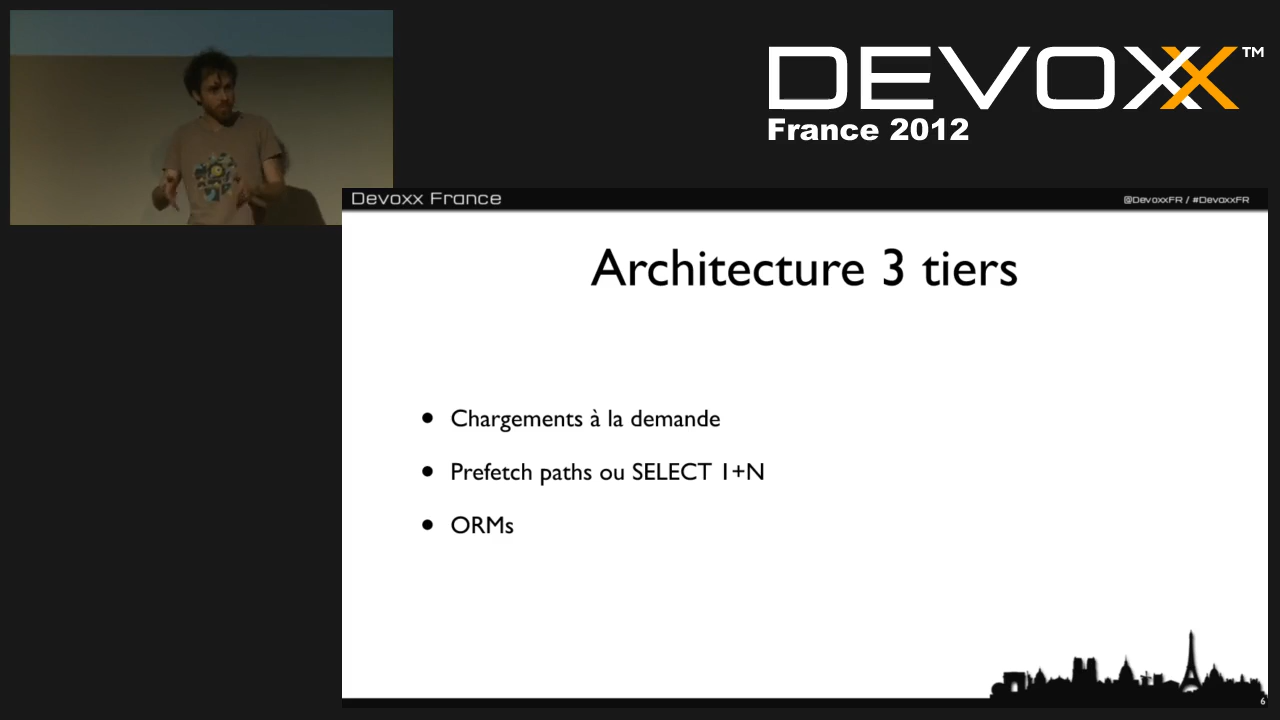 DEVOXX™
France 2012
Devoxx France
@DevoxxFR / #DevoxxFR
Architecture 3 tiers
• Chargements à la demande
• Prefetch paths ou SELECT 1+N
• ORMs
6